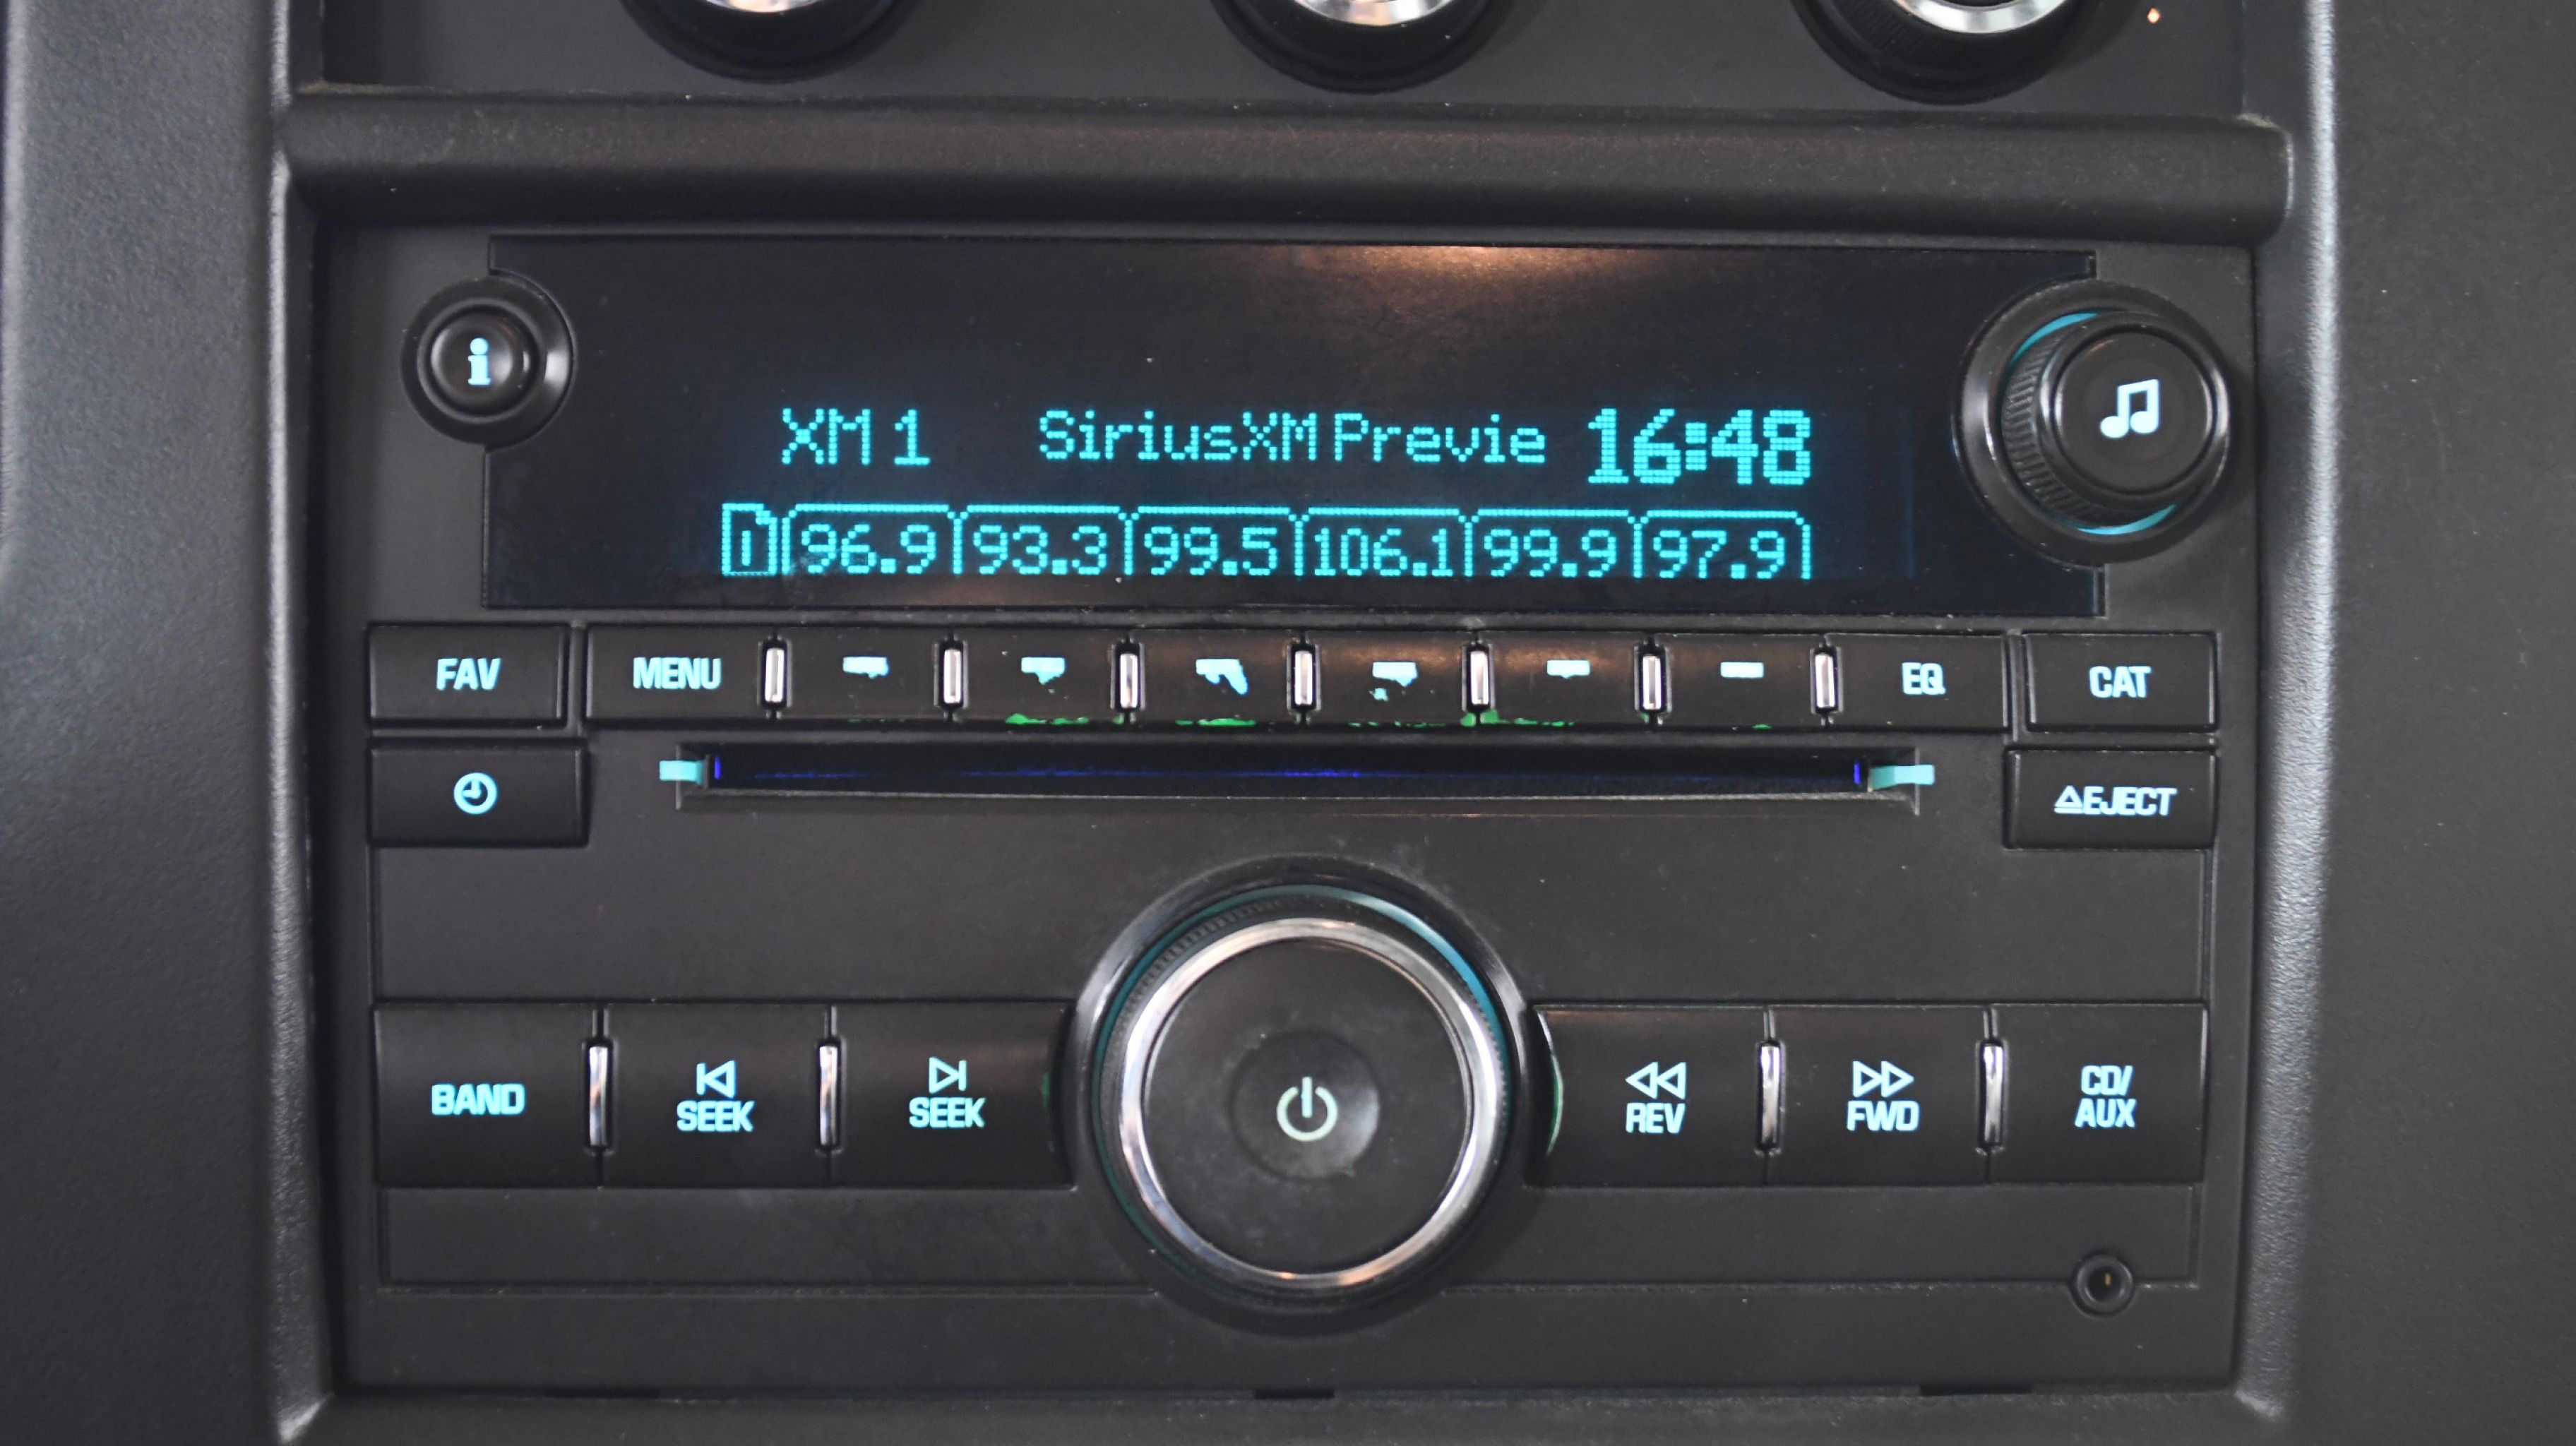 i
XM 1 SiriusXM Previe 16:48
1 96.9 93.3 99.5 106.1 99.9 97.9
FAV MENU EQ CAT
EJECT
BAND SEEK SEEK REV FWD CD/
AUX